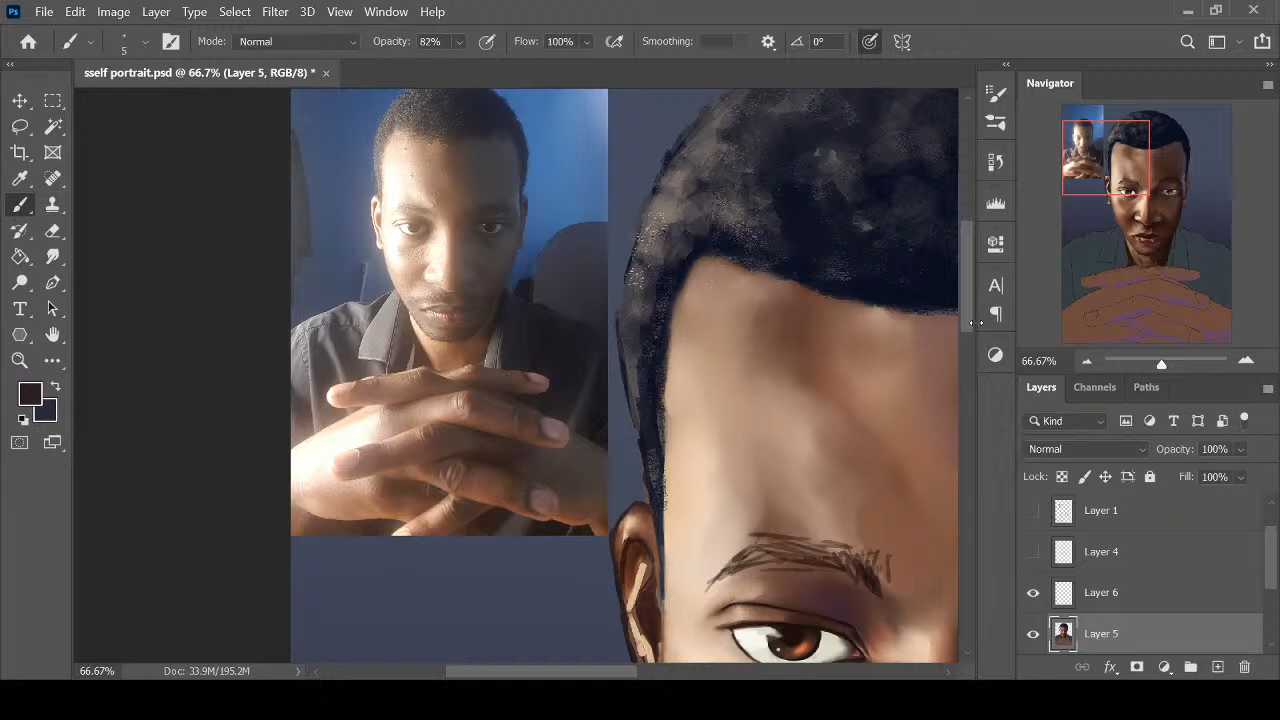 Ps File Edit Image Layer Type Select Filter 3D View Window Help
5 Mode: Normal Opacity: 82% Flow: 100% Smoothing: 0°
sself portrait.psd @ 66.7% (Layer 5, RGB/8) *
Navigator
66.67%
Layers Channels Paths
Kind
Normal Opacity: 100%
Lock: Fill: 100%
Layer 1
Layer 4
Layer 6
Layer 5
66.67% Doc: 33.9M/195.2M